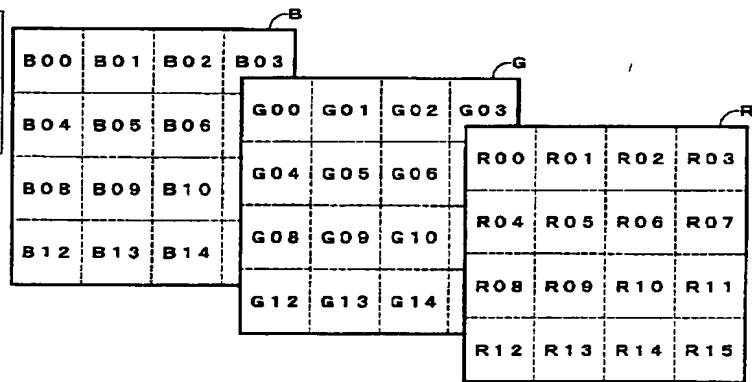 B
B00 B01 B02 B03
B04 B05 B06
B08 B09 B10
B12 B13 B14
G
G00 G01 G02 G03
G04 G05 G06
G08 G09 G10
G12 G13 G14
R
R00 R01 R02 R03
R04 R05 R06 R07
R08 R09 R10 R11
R12 R13 R14 R15